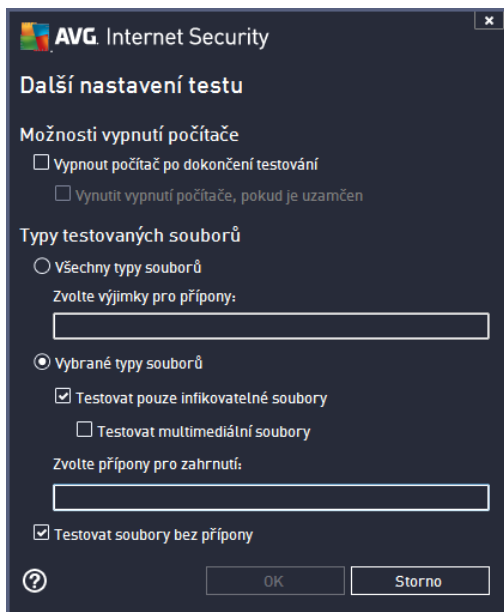 AVG. Internet Security
Další nastavení testu
Možnosti vypnutí počítače
Vypnout počítač po dokončení testování
Vynutit vypnutí počítače, pokud je uzamčen
Typy testovaných souborů
Všechny typy souborů
Zvolte výjimky pro přípony:
Vybrané typy souborů
Testovat pouze infikovatelné soubory
Testovat multimediální soubory
Zvolte přípony pro zahrnutí:
Testovat soubory bez přípony
?
OK
Storno